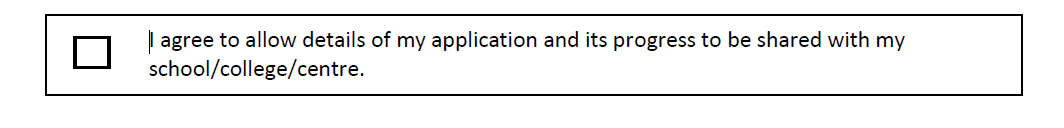 I agree to allow details of my application and its progress to be shared with my
school/college/centre.